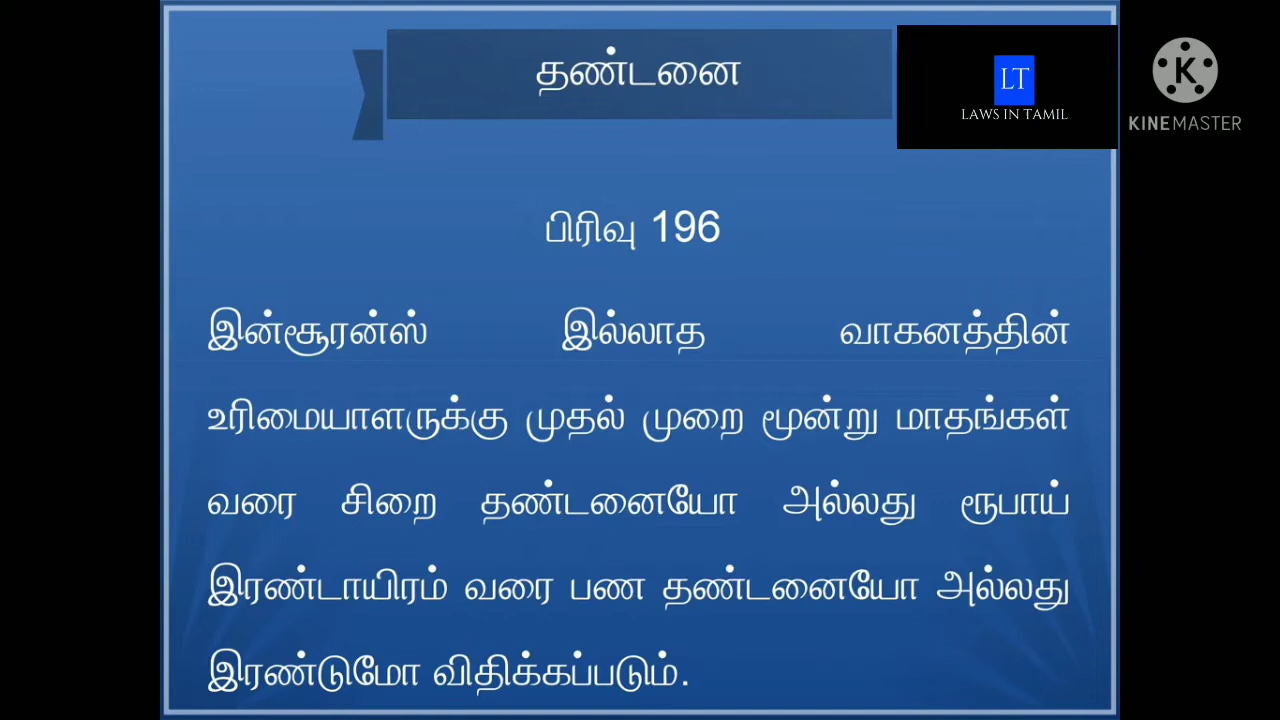 தண்டனை
LT
LAWS IN TAMIL
K
KINEMASTER
பிரிவு 196
இன்சூரன்ஸ் இல்லாத வாகனத்தின்
உரிமையாளருக்கு முதல் முறை மூன்று மாதங்கள்
வரை சிறை தண்டனையோ அல்லது ரூபாய்
இரண்டாயிரம் வரை பண தண்டனையோ அல்லது
இரண்டுமோ விதிக்கப்படும்.